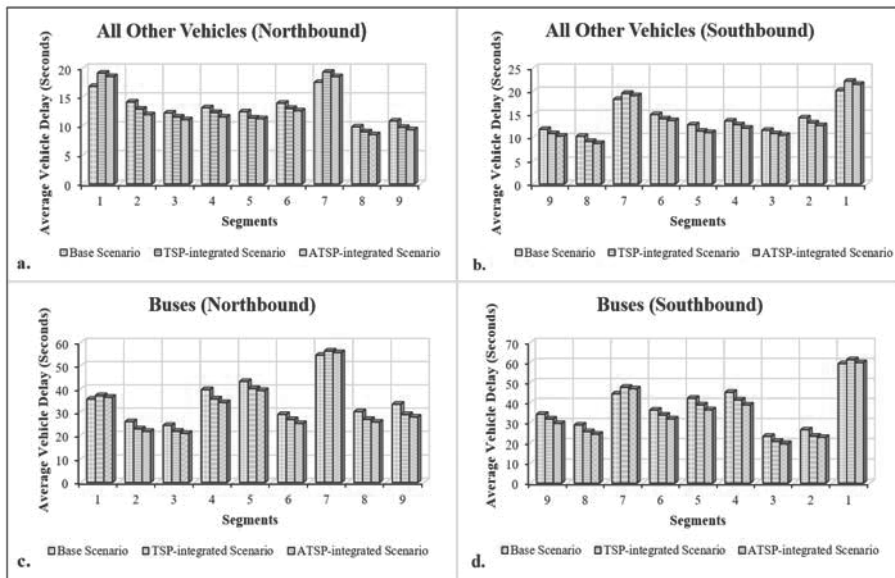 All Other Vehicles (Northbound)
Average Vehicle Delay (Seconds)
20
15
10
5
0
1 2 3 4 5 6 7 8 9
Segments
Base Scenario TSP-integrated Scenario ATSP-integrated Scenario
a.
All Other Vehicles (Southbound)
Average Vehicle Delay (Seconds)
25
20
15
10
5
0
9 8 7 6 5 4 3 2 1
Segments
Base Scenario TSP-integrated Scenario ATSP-integrated Scenario
b.
Buses (Northbound)
Average Vehicle Delay (Seconds)
60
50
40
30
20
10
0
1 2 3 4 5 6 7 8 9
Segments
Base Scenario TSP-integrated Scenario ATSP-integrated Scenario
c.
Buses (Southbound)
Average Vehicle Delay (Seconds)
70
60
50
40
30
20
10
0
9 8 7 6 5 4 3 2 1
Segments
Base Scenario TSP-integrated Scenario ATSP-integrated Scenario
d.